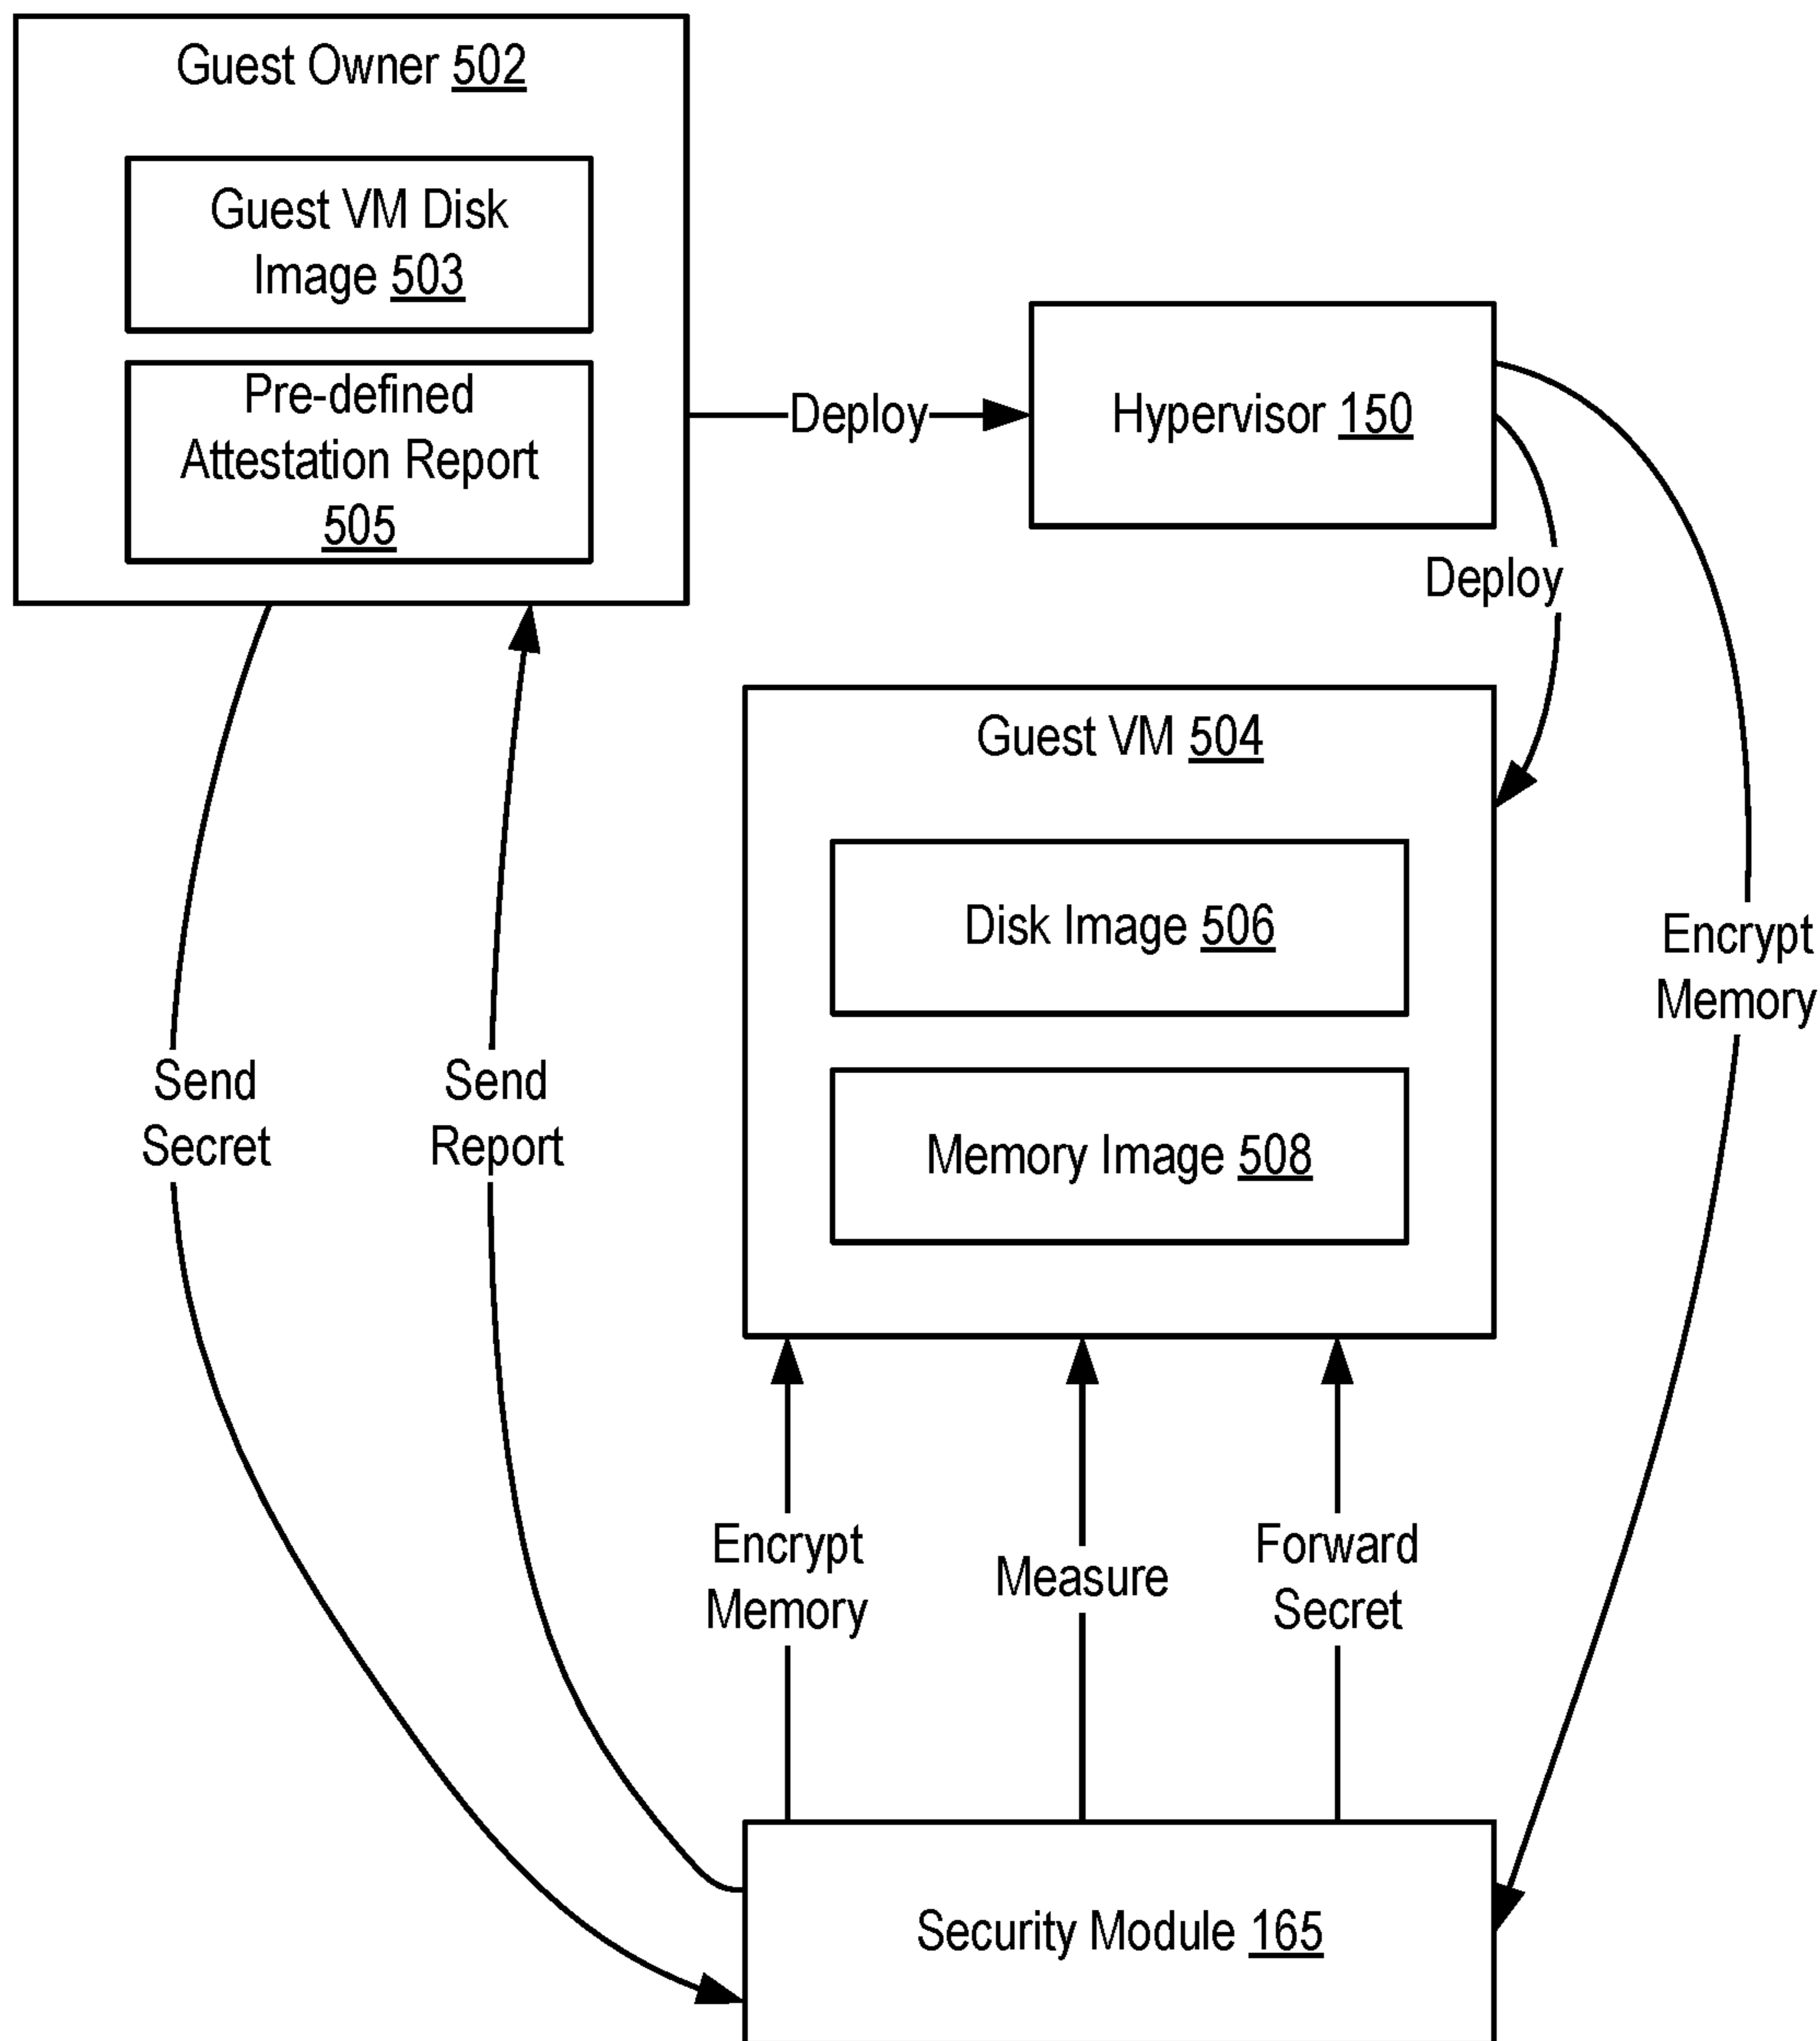 Guest Owner 502
Guest VM Disk
Image 503
Pre-defined
Attestation Report
505
Deploy
Hypervisor 150
Deploy
Guest VM 504
Disk Image 506
Encrypt
Memory
Memory Image 508
Send
Secret
Send
Report
Encrypt
Memory
Measure
Forward
Secret
Security Module 165